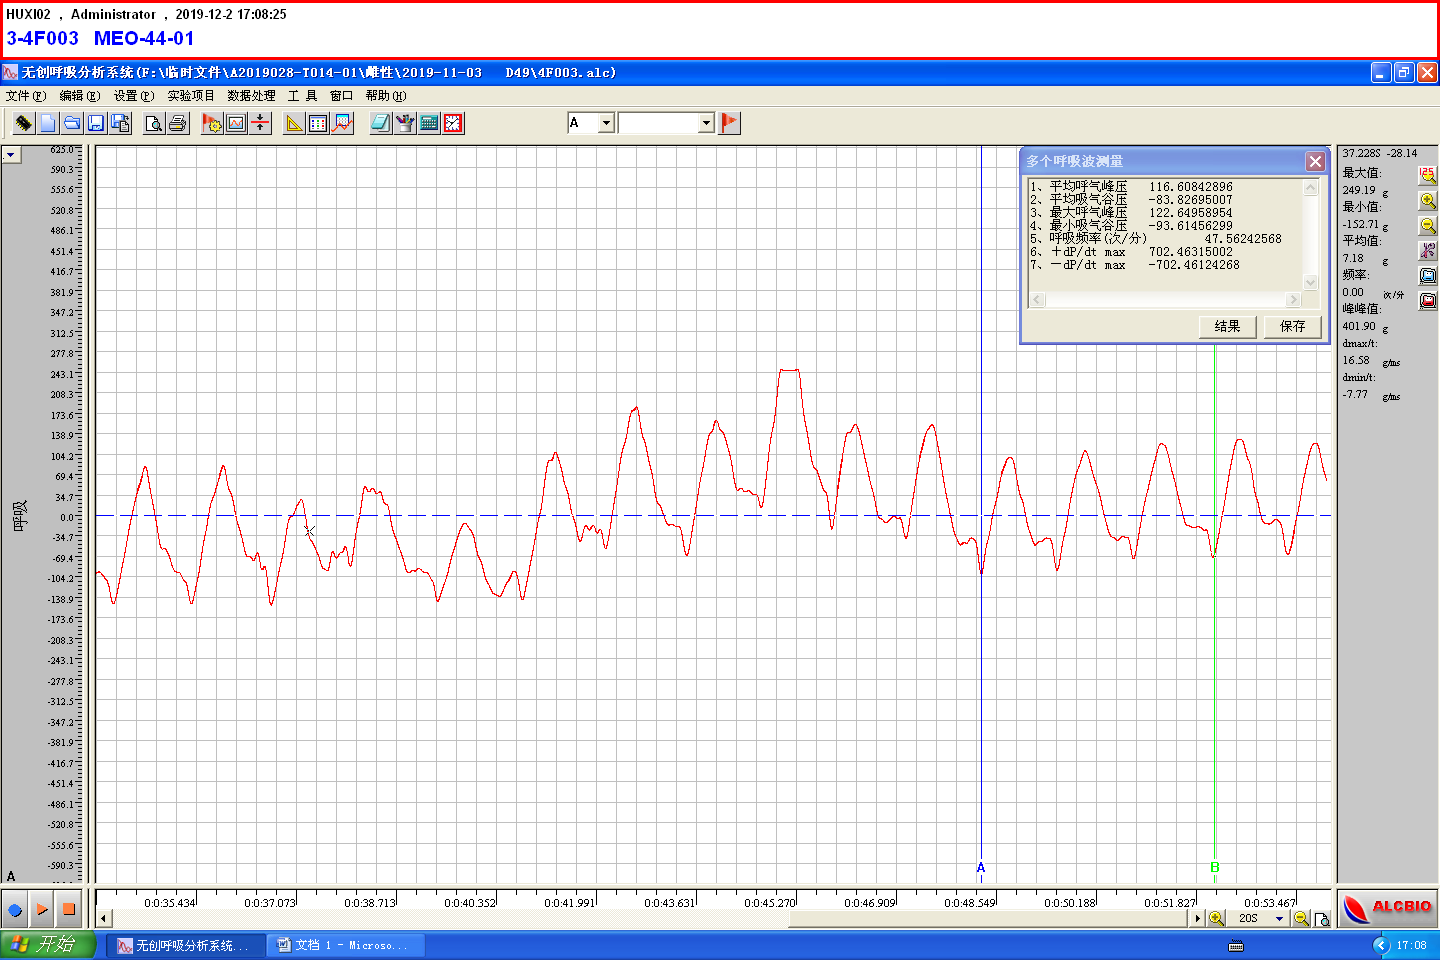 HUXI02 , Administrator , 2019-12-2 17:08:25
3-4F003 MEO-44-01
无创呼吸分析系统(F:\临时文件\A2019028-T014-01\雌性\2019-11-03 D49\4F003.alc)
文件(F) 编辑(E) 设置(P) 实验项目 数据处理 工 具 窗口 帮助(H)
A
625.0
590.3
555.6
520.8
486.1
451.4
416.7
381.9
347.2
312.5
277.8
243.1
208.3
173.6
138.9
104.2
69.4
34.7
0.0
-34.7
-69.4
-104.2
-138.9
-173.6
-208.3
-243.1
-277.8
-312.5
-347.2
-381.9
-416.7
-451.4
-486.1
-520.8
-555.6
-590.3
呼吸
A
多个呼吸波测量
1、平均呼气峰压 116.60842896
2、平均吸气谷压 -83.82695007
3、最大呼气峰压 122.64958954
4、最小吸气谷压 -93.61456299
5、呼吸频率(次/分) 47.56242568
6、+dP/dt max 702.46315002
7、-dP/dt max -702.46124268
结果 保存
A
B
37.228S -28.14
最大值:
249.19 g
最小值:
-152.71 g
平均值:
7.18 g
频率:
0.00 次/分
峰峰值:
401.90 g
dmax/t:
16.58 g/ms
dmin/t:
-7.77 g/ms
125
0:0:35.434 0:0:37.073 0:0:38.713 0:0:40.352 0:0:41.991 0:0:43.631 0:0:45.270 0:0:46.909 0:0:48.549 0:0:50.188 0:0:51.827 0:0:53.467
20S
ALCBIO
开始 无创呼吸分析系统... 文档 1 - Microso... 17:08